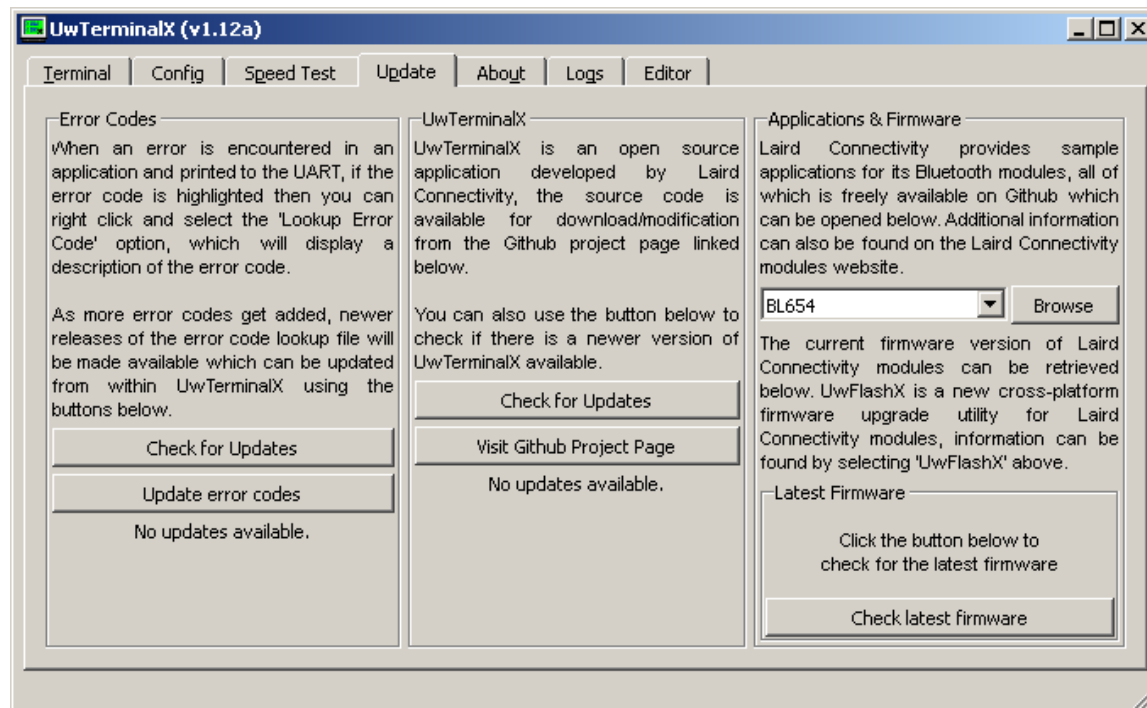 UwTerminalX (v1.12a)
Terminal Config Speed Test Update About Logs Editor
Error Codes
When an error is encountered in an
application and printed to the UART, if the
error code is highlighted then you can
right click and select the 'Lookup Error
Code' option, which will display a
description of the error code.
As more error codes get added, newer
releases of the error code lookup file will
be made available which can be updated
from within UwTerminalX using the
buttons below.
Check for Updates
Update error codes
No updates available.
UwTerminalX
UwTerminalX is an open source
application developed by Laird
Connectivity, the source code is
available for download/modification
from the Github project page linked
below.
You can also use the button below to
check if there is a newer version of
UwTerminalX available.
Check for Updates
Visit Github Project Page
No updates available.
Applications & Firmware
Laird Connectivity provides sample
applications for its Bluetooth modules, all
of which is freely available on Github which
can be opened below. Additional information
can also be found on the Laird Connectivity
modules website.
BL654 Browse
The current firmware version of Laird
Connectivity modules can be retrieved
below. UwFlashX is a new cross-platform
firmware upgrade utility for Laird
Connectivity modules, information can be
found by selecting 'UwFlashX' above.
Latest Firmware
Click the button below to
check for the latest firmware
Check latest firmware